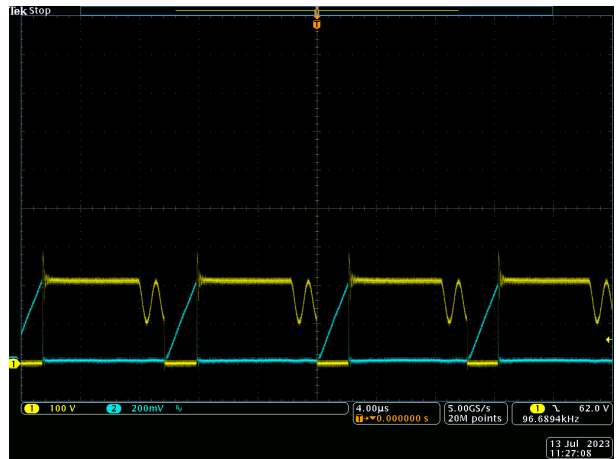 Tek Stop
T
T
1
1 100 V 2 200mV
4.00µs
T→▼0.000000 s
5.00GS/s
20M points
1 62.0 V
96.6894kHz
13 Jul 2023
11:27:08